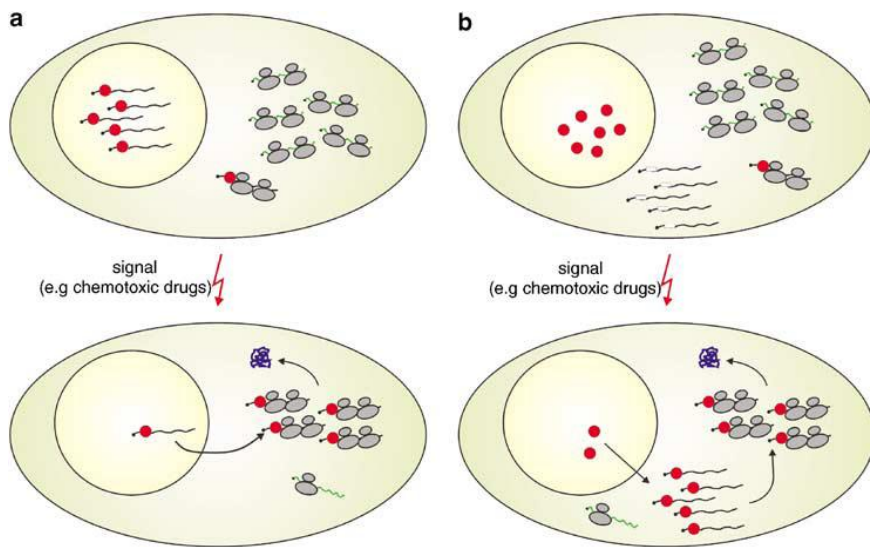 a
b
signal
(e.g chemotoxic drugs)
signal
(e.g chemotoxic drugs)